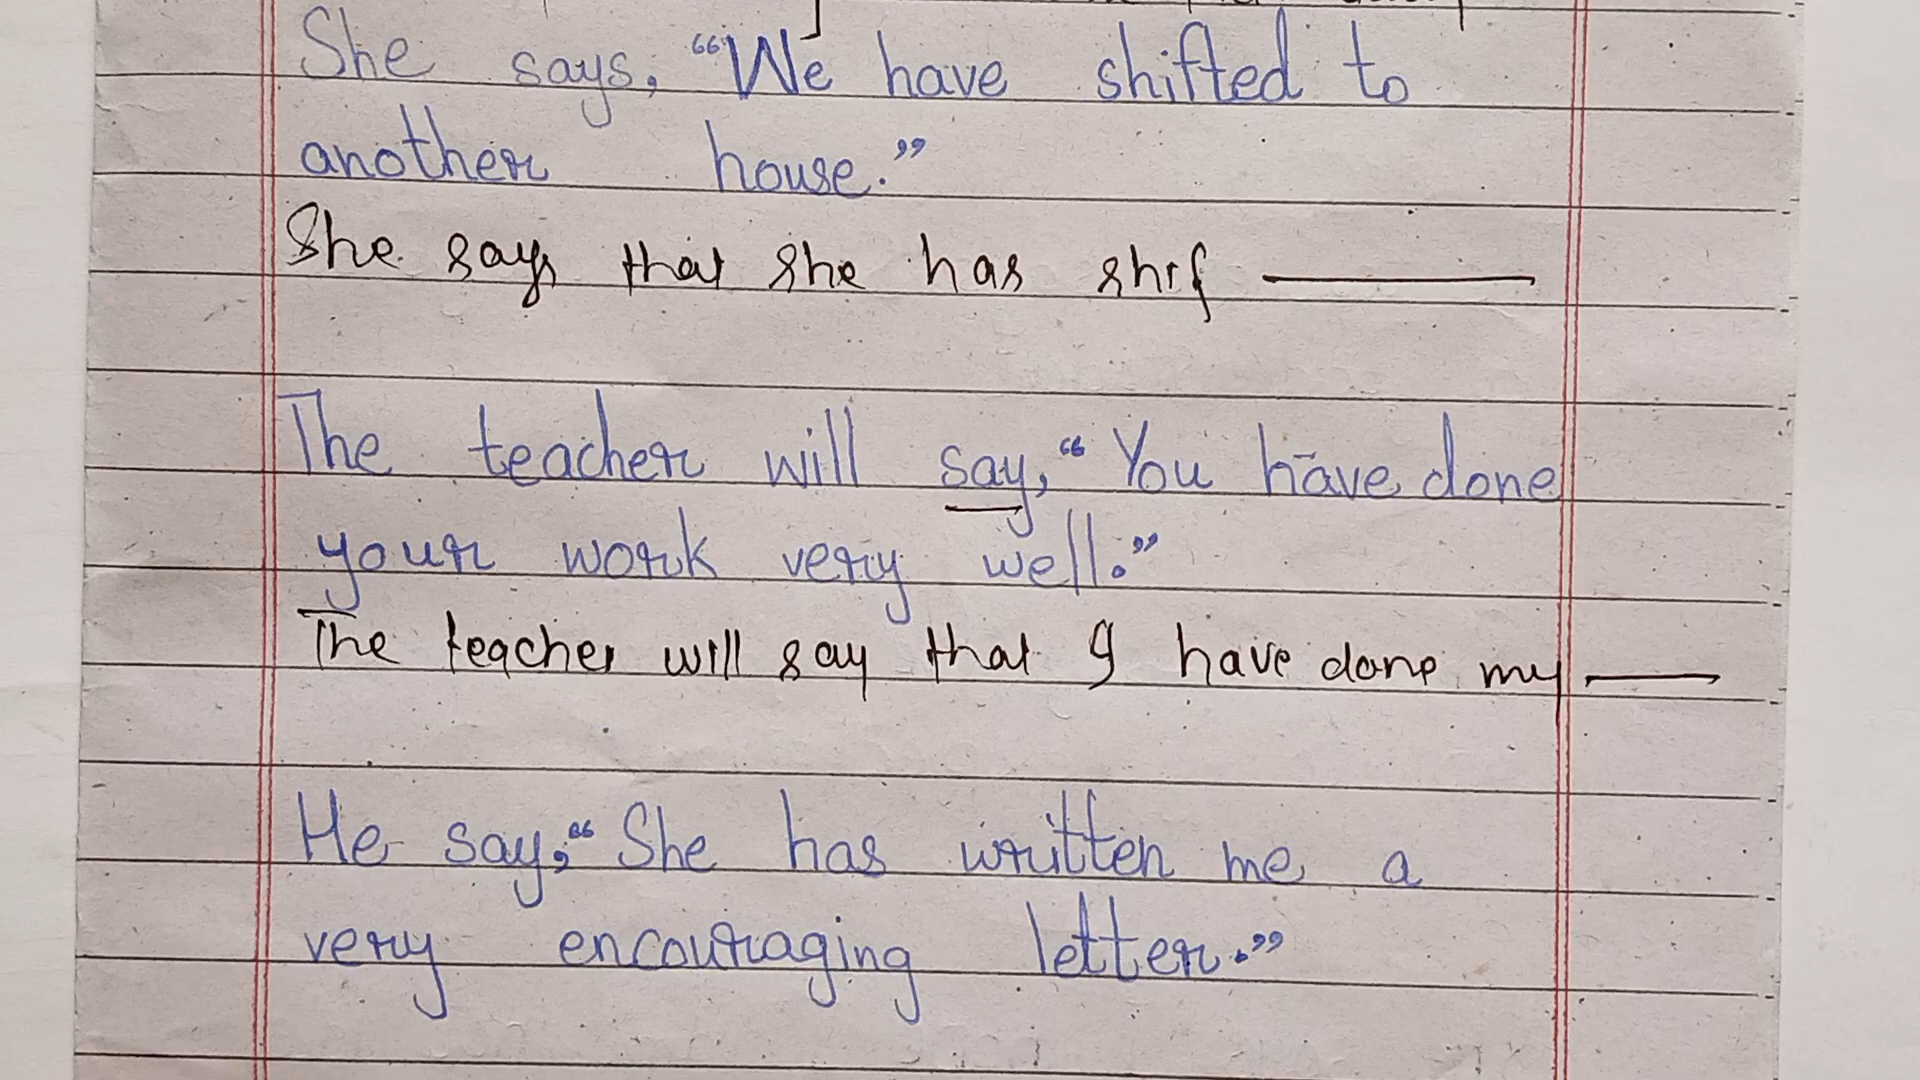 She says, “We have shifted to
another house.”
She says that she has shif
The teacher will say, “You have done
your work very well.”
The teacher will say that I have done my
He say, “She has written me a
very encouraging letter.”